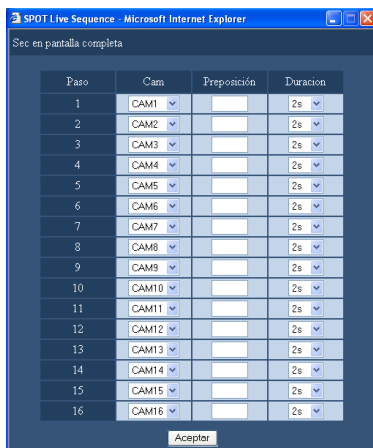 SPOT Live Sequence - Microsoft Internet Explorer
Sec en pantalla completa
Paso Cam Preposición Duracion
1 CAM1 2s
2 CAM2 2s
3 CAM3 2s
4 CAM4 2s
5 CAM5 2s
6 CAM6 2s
7 CAM7 2s
8 CAM8 2s
9 CAM9 2s
10 CAM10 2s
11 CAM11 2s
12 CAM12 2s
13 CAM13 2s
14 CAM14 2s
15 CAM15 2s
16 CAM16 2s
Aceptar